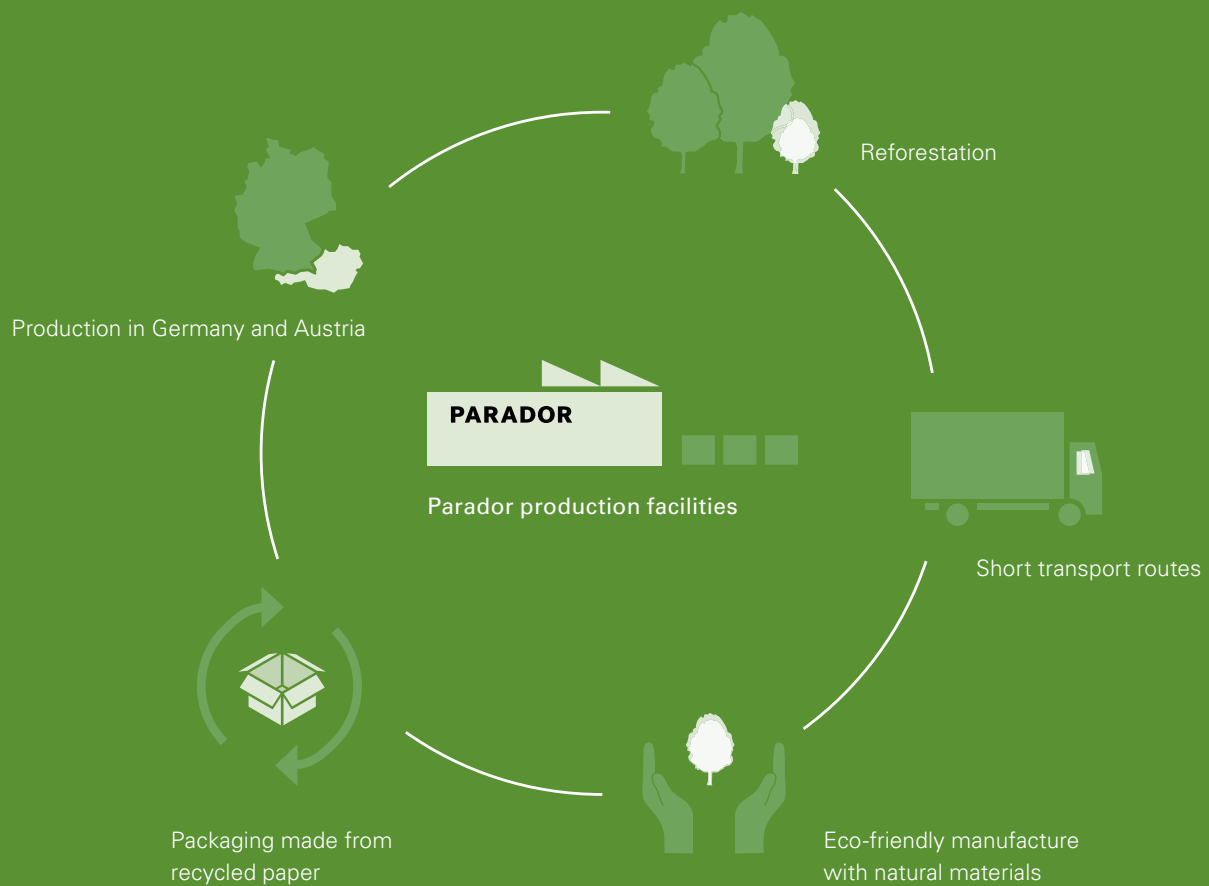 Reforestation
Production in Germany and Austria
PARADOR
Parador production facilities
Short transport routes
Packaging made from
recycled paper
Eco-friendly manufacture
with natural materials